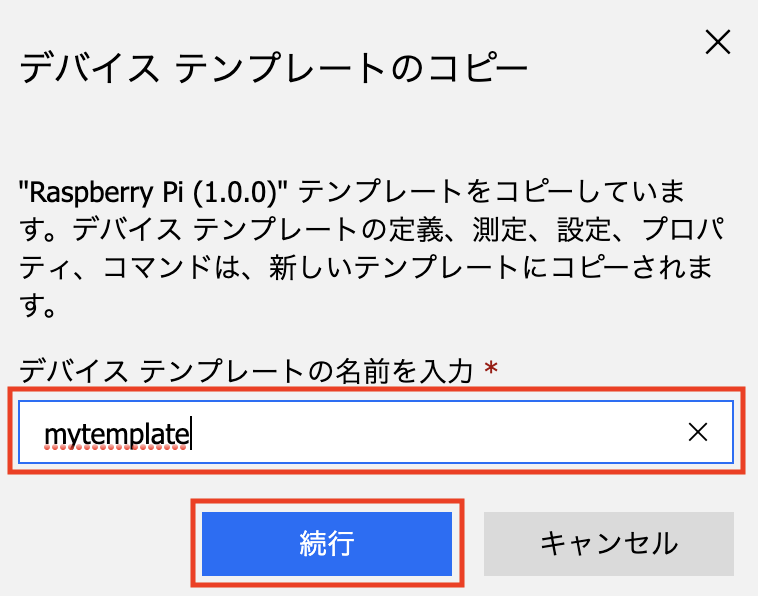 デバイス テンプレートのコピー
"Raspberry Pi (1.0.0)" テンプレートをコピーしていま
す。デバイス テンプレートの定義、測定、設定、プロパ
ティ、コマンドは、新しいテンプレートにコピーされま
す。
デバイス テンプレートの名前を入力 *
mytemplate
続行 キャンセル